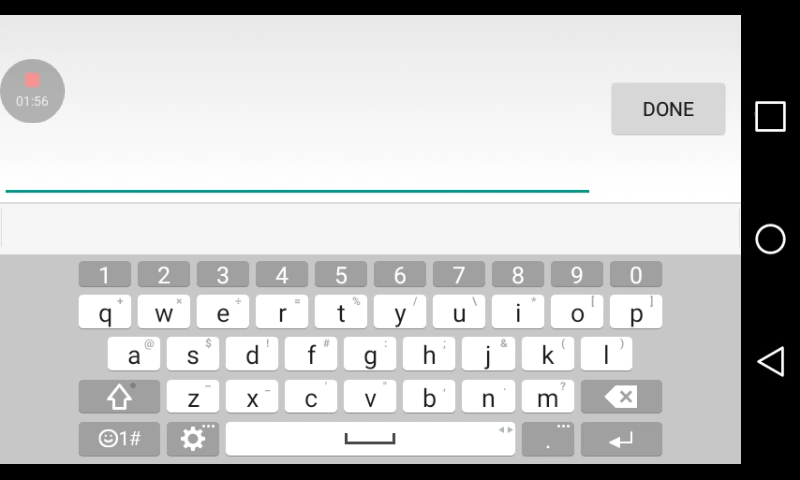 01:56
DONE
1 2 3 4 5 6 7 8 9 0
q + w × e ÷ r = t % y / u \ i * o [ p ]
a @ s $ d ! f # g : h ; j & k ( l )
z x c ' v " b , n . m ?
1# .